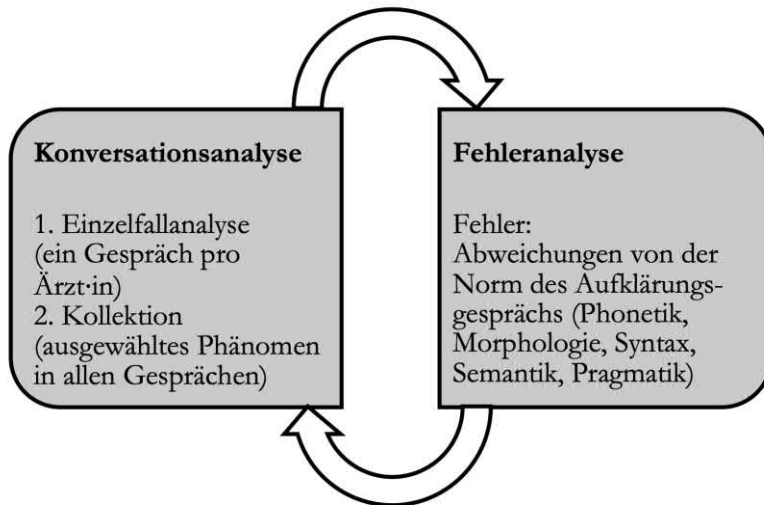 Konversationsanalyse
1. Einzelfallanalyse
(ein Gespräch pro
Ärzt·in)
2. Kollektion
(ausgewähltes Phänomen
in allen Gesprächen)
Fehleranalyse
Fehler:
Abweichungen von der
Norm des Aufklärungs-
gesprächs (Phonetik,
Morphologie, Syntax,
Semantik, Pragmatik)